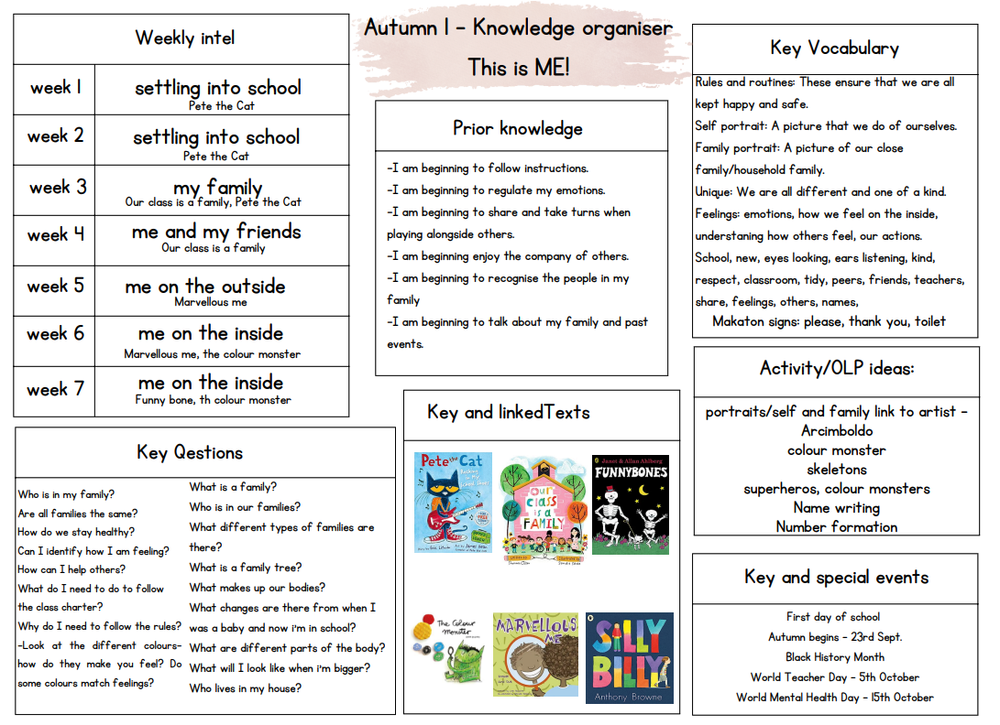 Autumn 1 - Knowledge organiser
This is ME!
Weekly intel
week 1
settling into school
Pete the Cat
week 2
settling into school
Pete the Cat
week 3
my family
Our class is a family, Pete the Cat
week 4
me and my friends
Our class is a family
week 5
me on the outside
Marvellous me
week 6
me on the inside
Marvellous me, the colour monster
week 7
me on the inside
Funny bone, th colour monster
Prior knowledge
-I am beginning to follow instructions.
-I am beginning to regulate my emotions.
-I am beginning to share and take turns when
playing alongside others.
-I am beginning enjoy the company of others.
-I am beginning to recognise the people in my
family
-I am beginning to talk about my family and past
events.
Key Vocabulary
Rules and routines: These ensure that we are all
kept happy and safe.
Self portrait: A picture that we do of ourselves.
Family portrait: A picture of our close
family/household family.
Unique: We are all different and one of a kind.
Feelings: emotions, how we feel on the inside,
understaning how others feel, our actions.
School, new, eyes looking, ears listening, kind,
respect, classroom, tidy, peers, friends, teachers,
share, feelings, others, names,
Makaton signs: please, thank you, toilet
Key Qestions
Who is in my family?
Are all families the same?
How do we stay healthy?
Can I identify how I am feeling?
How can I help others?
What do I need to do to follow
the class charter?
Why do I need to follow the rules?
-Look at the different colours-
how do they make you feel? Do
some colours match feelings?
What is a family?
Who is in our families?
What different types of families are
there?
What is a family tree?
What makes up our bodies?
What changes are there from when I
was a baby and now i'm in school?
What are different parts of the body?
What will I look like when i'm bigger?
Who lives in my house?
Key and linkedTexts
Pete the Cat
Rocking in My
School Shoes
Our
class
is a
FAMILY
Janet & Allan Ahlberg
FUNNYBONES
The Colour
Monster
MARVELLOUS
ME
SILLY
BILLY
Anthony Browne
Activity/OLP ideas:
portraits/self and family link to artist -
Arcimboldo
colour monster
skeletons
superheros, colour monsters
Name writing
Number formation
Key and special events
First day of school
Autumn begins - 23rd Sept.
Black History Month
World Teacher Day - 5th October
World Mental Health Day - 15th October